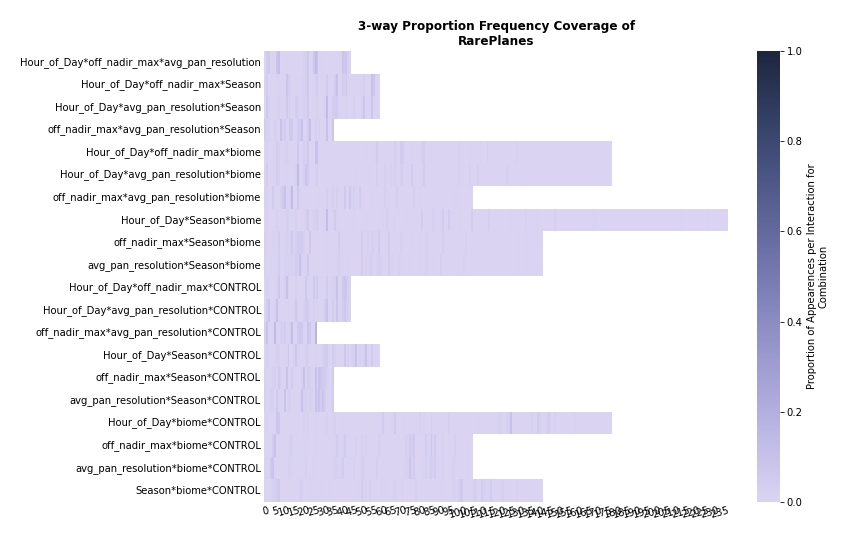 3-way Proportion Frequency Coverage of
RarePlanes
Hour_of_Day*off_nadir_max*avg_pan_resolution
Hour_of_Day*off_nadir_max*Season
Hour_of_Day*avg_pan_resolution*Season
off_nadir_max*avg_pan_resolution*Season
Hour_of_Day*off_nadir_max*biome
Hour_of_Day*avg_pan_resolution*biome
off_nadir_max*avg_pan_resolution*biome
Hour_of_Day*Season*biome
off_nadir_max*Season*biome
avg_pan_resolution*Season*biome
Hour_of_Day*off_nadir_max*CONTROL
Hour_of_Day*avg_pan_resolution*CONTROL
off_nadir_max*avg_pan_resolution*CONTROL
Hour_of_Day*Season*CONTROL
off_nadir_max*Season*CONTROL
avg_pan_resolution*Season*CONTROL
Hour_of_Day*biome*CONTROL
off_nadir_max*biome*CONTROL
avg_pan_resolution*biome*CONTROL
Season*biome*CONTROL
0 5 10 15 20 25 30 35 40 45 50 55 60 65 70 75 80 85 90 95
1.0
0.8
0.6
0.4
0.2
0.0
Proportion of Appearences per Interaction for
Combination